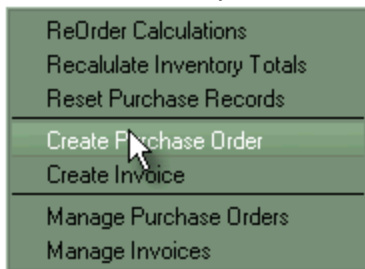 ReOrder Calculations
Recalulate Inventory Totals
Reset Purchase Records
Create Purchase Order
Create Invoice
Manage Purchase Orders
Manage Invoices